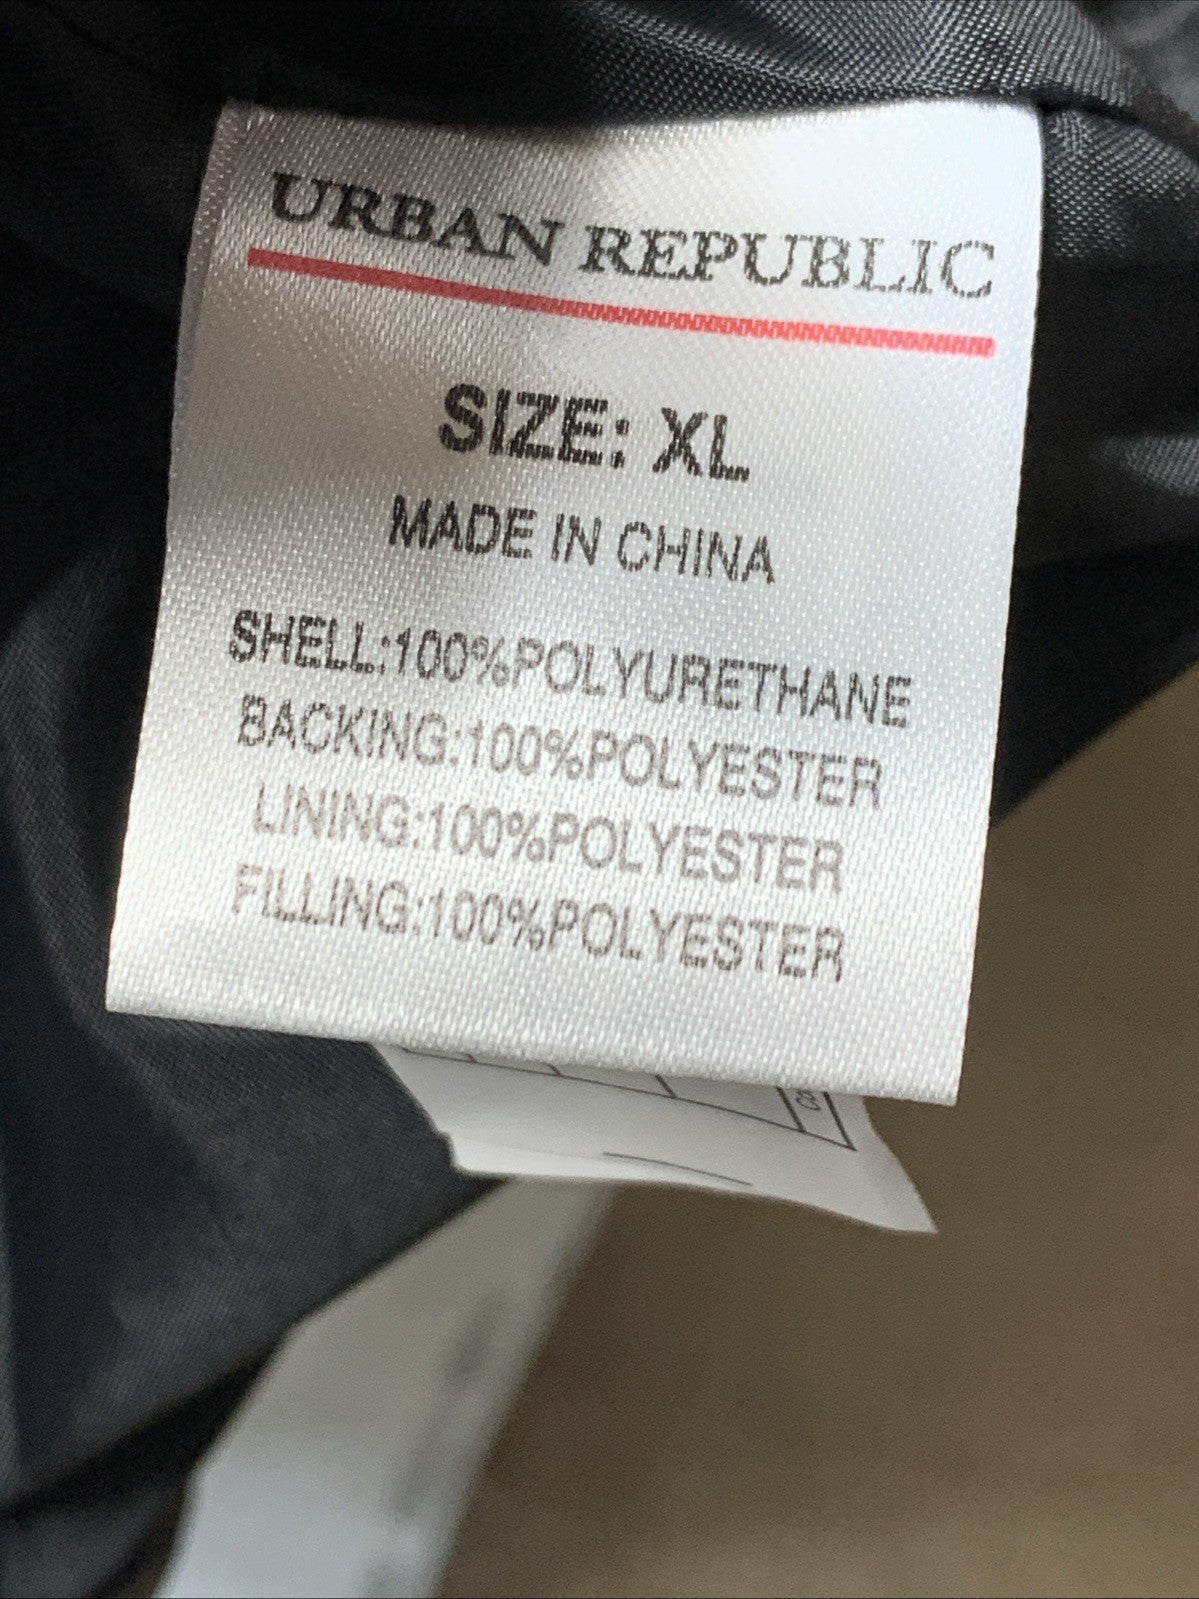 URBAN REPUBLIC
SIZE: XL
MADE IN CHINA
SHELL:100%POLYURETHANE
BACKING:100%POLYESTER
LINING:100%POLYESTER
FILLING:100%POLYESTER